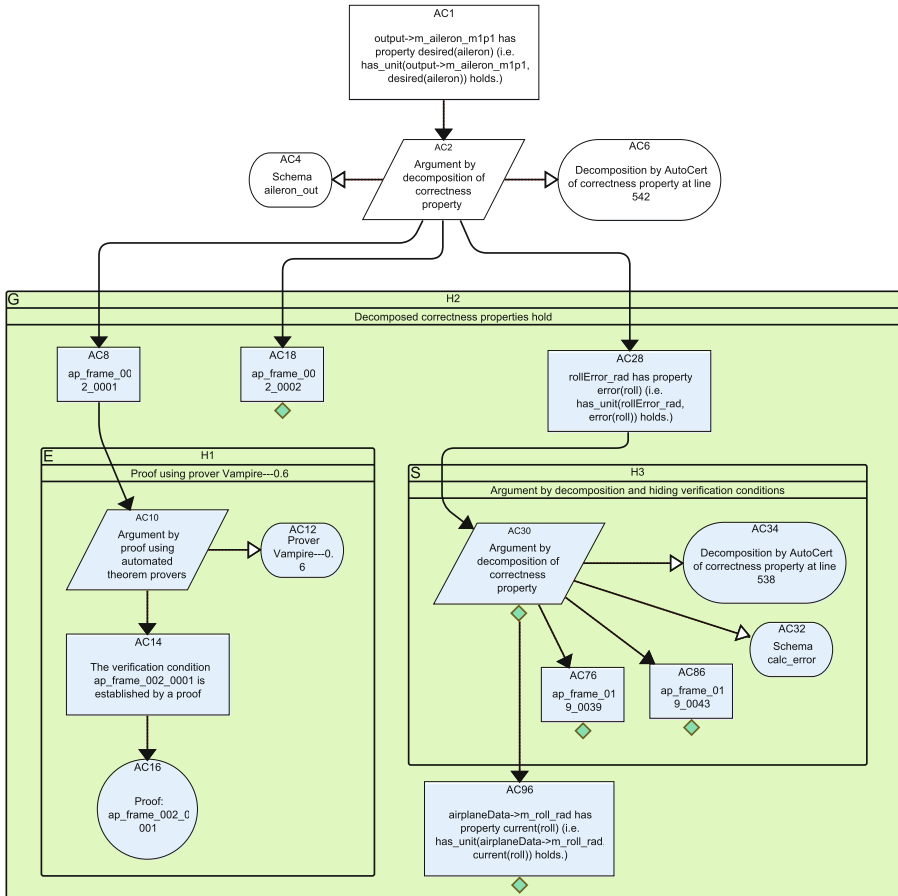 AC1
output->m_aileron_m1p1 has
property desired(aileron) (i.e.
has_unit(output->m_aileron_m1p1,
desired(aileron)) holds.)
AC4
Schema
aileron_out
AC2
Argument by
decomposition of
correctness
property
AC6
Decomposition by AutoCert
of correctness property at line
542
G
H2
Decomposed correctness properties hold
AC8
ap_frame_00
2_0001
AC18
ap_frame_00
2_0002
AC28
rollError_rad has property
error(roll) (i.e.
has_unit(rollError_rad,
error(roll)) holds.)
E
H1
Proof using prover Vampire---0.6
AC10
Argument by
proof using
automated
theorem provers
AC12
Prover
Vampire---0.
6
AC14
The verification condition
ap_frame_002_0001 is
established by a proof
AC16
Proof:
ap_frame_002_0
001
S
H3
Argument by decomposition and hiding verification conditions
AC30
Argument by
decomposition of
correctness
property
AC34
Decomposition by AutoCert
of correctness property at line
538
AC32
Schema
calc_error
AC76
ap_frame_01
9_0039
AC86
ap_frame_01
9_0043
AC96
airplaneData->m_roll_rad has
property current(roll) (i.e.
has_unit(airplaneData->m_roll_rad,
current(roll)) holds.)